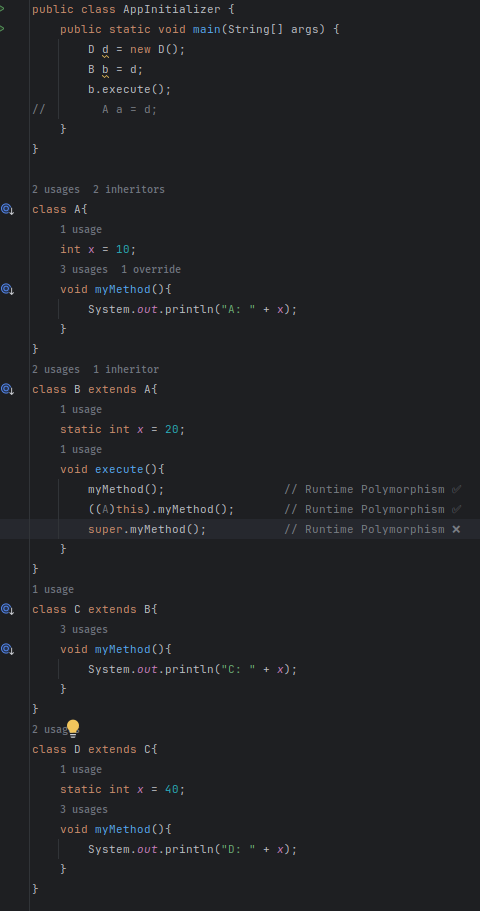 public class AppInitializer {
    public static void main(String[] args) {
        D d = new D();
        B b = d;
        b.execute();
//        A a = d;
    }
}
2 usages  2 inheritors
class A{
    1 usage
    int x = 10;
    3 usages  1 override
    void myMethod(){
        System.out.println("A: " + x);
    }
}
2 usages  1 inheritor
class B extends A{
    1 usage
    static int x = 20;
    1 usage
    void execute(){
        myMethod();                 // Runtime Polymorphism ✅
        ((A)this).myMethod();       // Runtime Polymorphism ✅
        super.myMethod();           // Runtime Polymorphism ❌
    }
}
1 usage
class C extends B{
    3 usages
    void myMethod(){
        System.out.println("C: " + x);
    }
}
2 usages
class D extends C{
    1 usage
    static int x = 40;
    3 usages
    void myMethod(){
        System.out.println("D: " + x);
    }
}